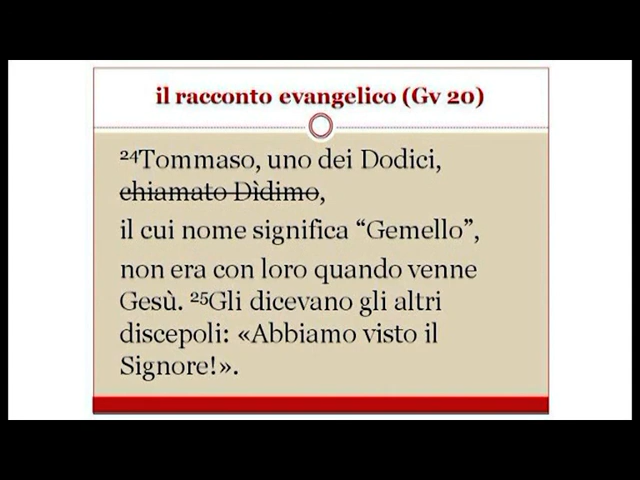 il racconto evangelico (Gv 20)
²⁴Tommaso, uno dei Dodici,
chiamato Dìdimo,
il cui nome significa “Gemello”,
non era con loro quando venne
Gesù. ²⁵Gli dicevano gli altri
discepoli: «Abbiamo visto il
Signore!».